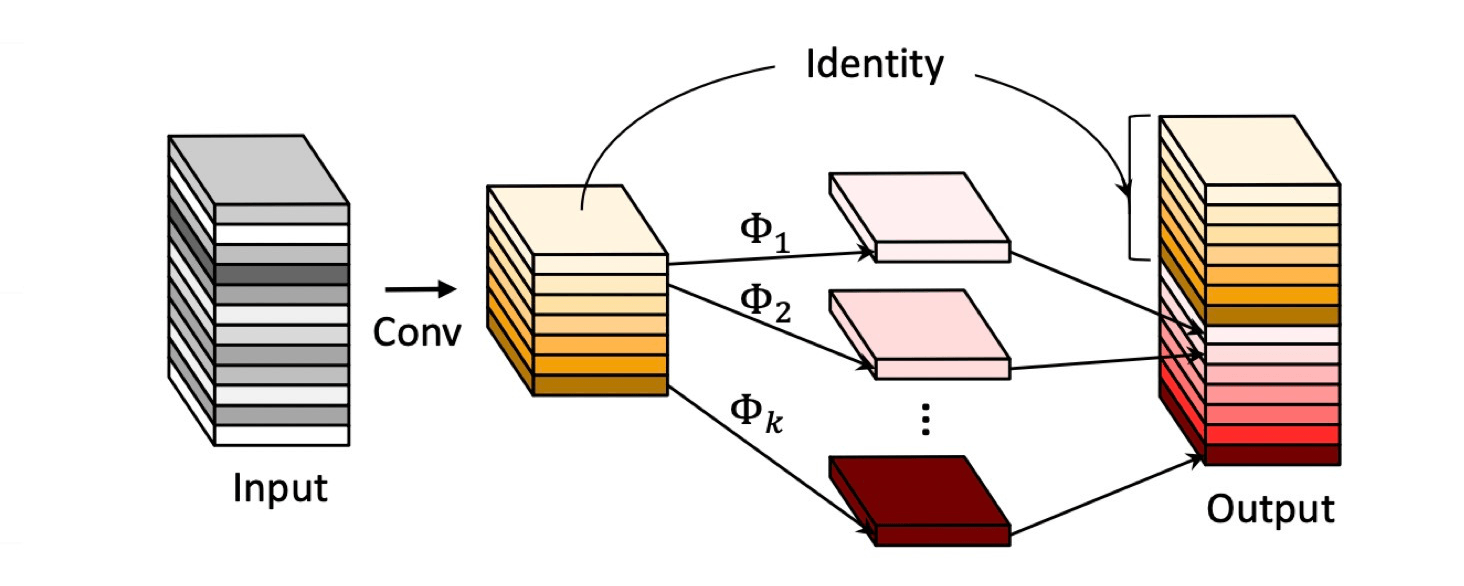 Identity
Φ1
Φ2
Conv
Φk
⋮
Input
Output